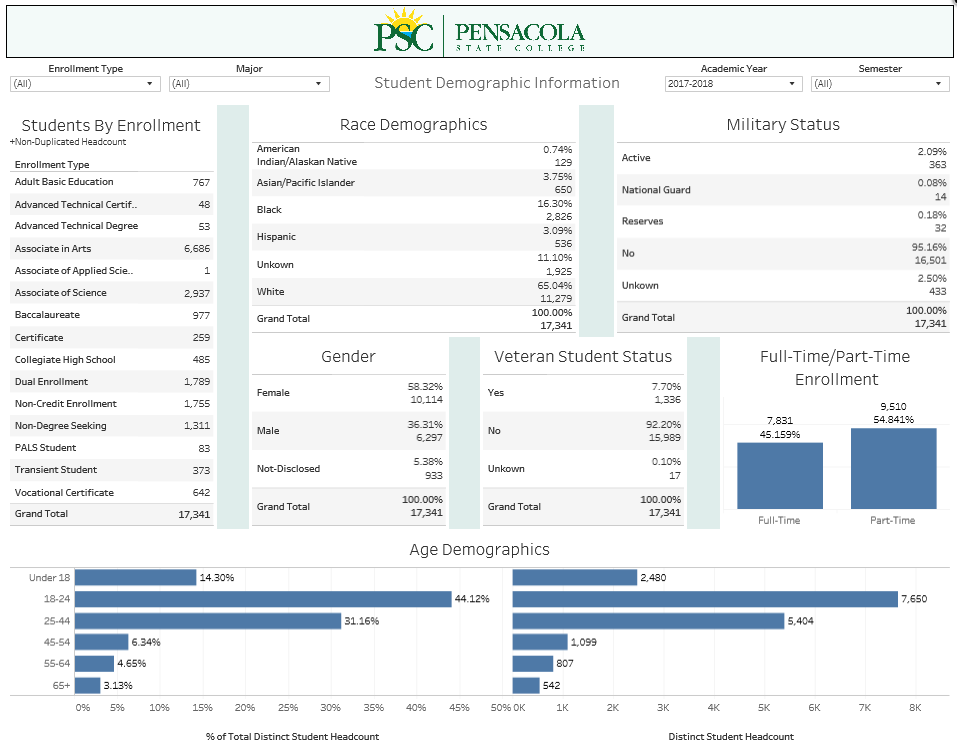 PSC PENSACOLA
STATE COLLEGE
Enrollment Type
(All)
Major
(All)
Student Demographic Information
Academic Year
2017-2018
Semester
(All)
Students By Enrollment
+Non-Duplicated Headcount
Enrollment Type
Adult Basic Education 767
Advanced Technical Certif.. 48
Advanced Technical Degree 53
Associate in Arts 6,686
Associate of Applied Scie.. 1
Associate of Science 2,937
Baccalaureate 977
Certificate 259
Collegiate High School 485
Dual Enrollment 1,789
Non-Credit Enrollment 1,755
Non-Degree Seeking 1,311
PALS Student 83
Transient Student 373
Vocational Certificate 642
Grand Total 17,341
Race Demographics
American 0.74%
Indian/Alaskan Native 129
Asian/Pacific Islander 3.75%
650
Black 16.30%
2,826
Hispanic 3.09%
536
Unkown 11.10%
1,925
White 65.04%
11,279
Grand Total 100.00%
17,341
Military Status
Active 2.09%
363
National Guard 0.08%
14
Reserves 0.18%
32
No 95.16%
16,501
Unkown 2.50%
433
Grand Total 100.00%
17,341
Gender
Female 58.32%
10,114
Male 36.31%
6,297
Not-Disclosed 5.38%
933
Grand Total 100.00%
17,341
Veteran Student Status
Yes 7.70%
1,336
No 92.20%
15,989
Unkown 0.10%
17
Grand Total 100.00%
17,341
Full-Time/Part-Time
Enrollment
7,831
45.159%
9,510
54.841%
Full-Time Part-Time
Age Demographics
Under 18 14.30% 2,480
18-24 44.12% 7,650
25-44 31.16% 5,404
45-54 6.34% 1,099
55-64 4.65% 807
65+ 3.13% 542
0% 5% 10% 15% 20% 25% 30% 35% 40% 45% 50% 0K 1K 2K 3K 4K 5K 6K 7K 8K
% of Total Distinct Student Headcount Distinct Student Headcount